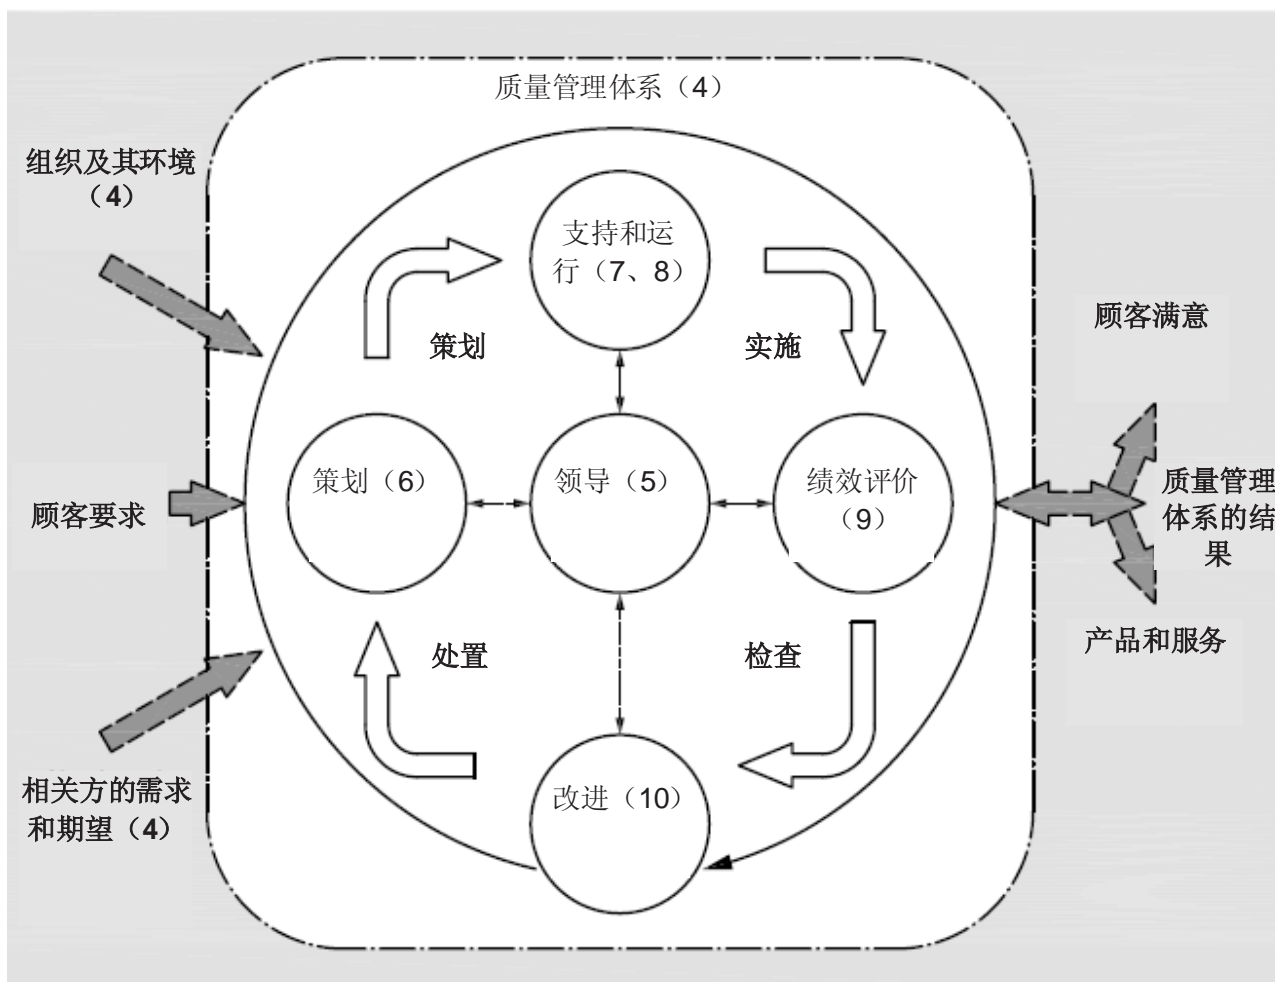 质量管理体系（4）
组织及其环境
（4）
支持和运
行（7、8）
策划
实施
顾客满意
策划（6）
领导（5）
绩效评价
（9）
顾客要求
质量管理
体系的结
果
处置
检查
产品和服务
相关方的需求
和期望（4）
改进（10）